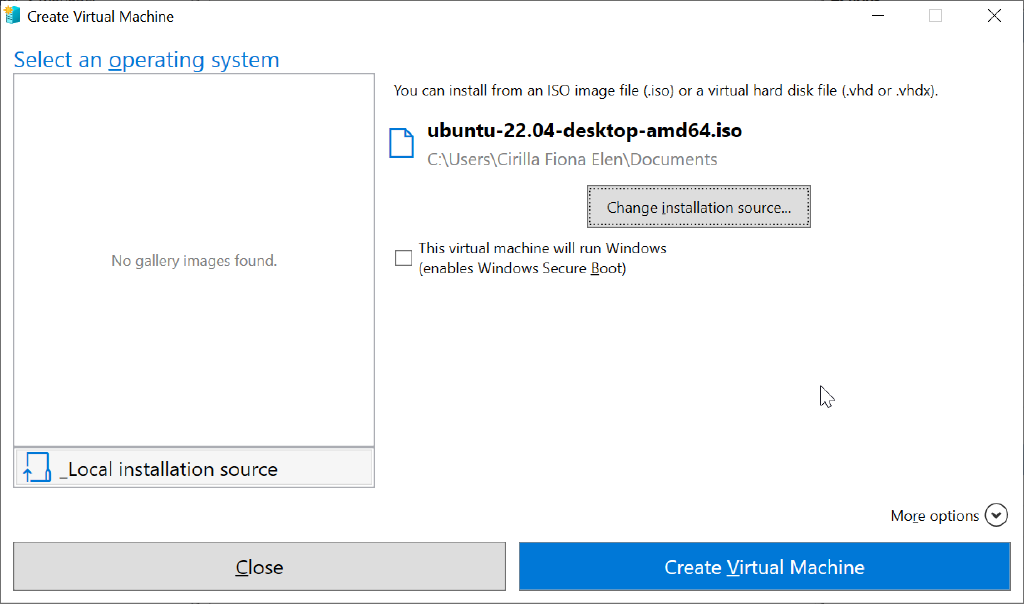 Create Virtual Machine
Select an operating system
You can install from an ISO image file (.iso) or a virtual hard disk file (.vhd or .vhdx).
ubuntu-22.04-desktop-amd64.iso
C:\Users\Cirilla Fiona Elen\Documents
Change installation source...
This virtual machine will run Windows
(enables Windows Secure Boot)
No gallery images found.
_Local installation source
More options
Close
Create Virtual Machine